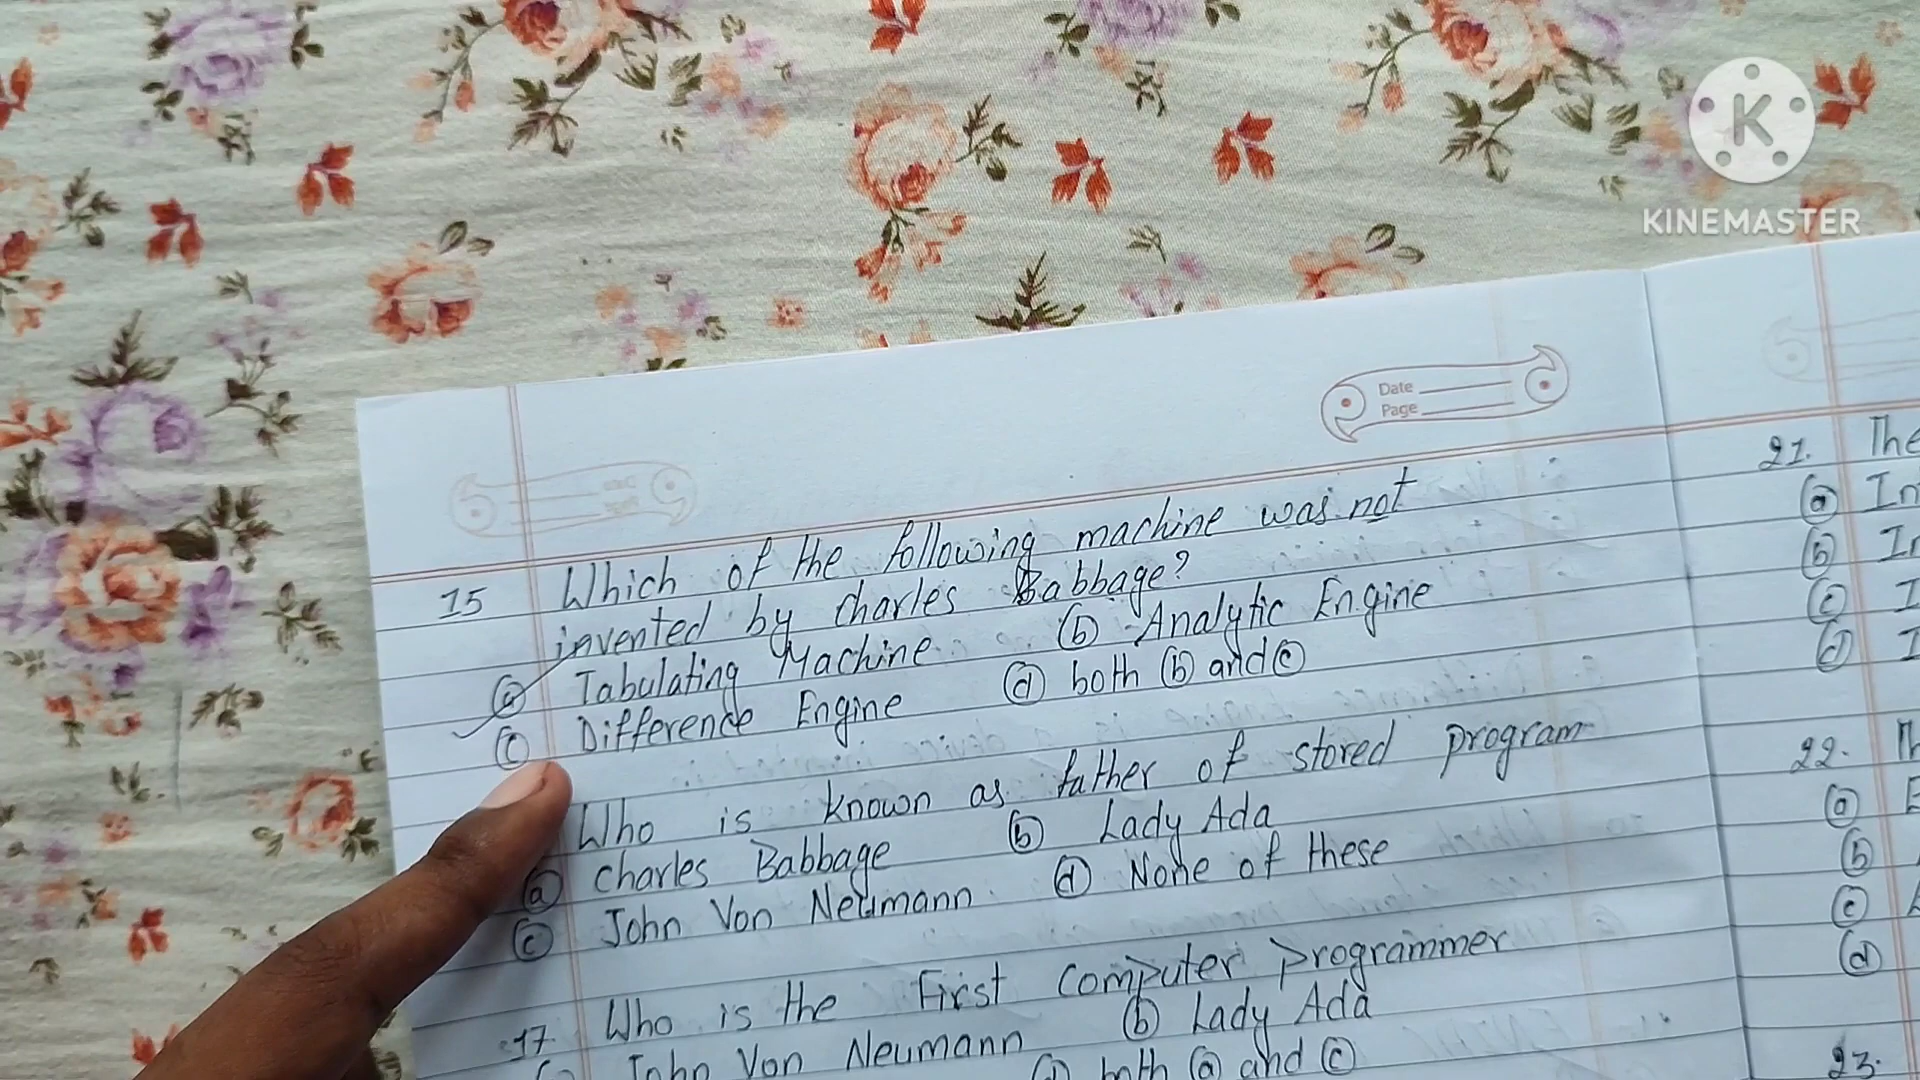 KINEMASTER
Date
Page
15 Which of the following machine was not
invented by charles Babbage?
a Tabulating Machine b Analytic Engine
c Difference Engine d both b and c
Who is known as father of stored program
a Charles Babbage b Lady Ada
c John Von Neumann d None of these
17. Who is the First Computer Programmer
John Von Neumann b Lady Ada
both a and c
21. The
a In
b In
c I
d I
22.
a E
b
c
d
23.